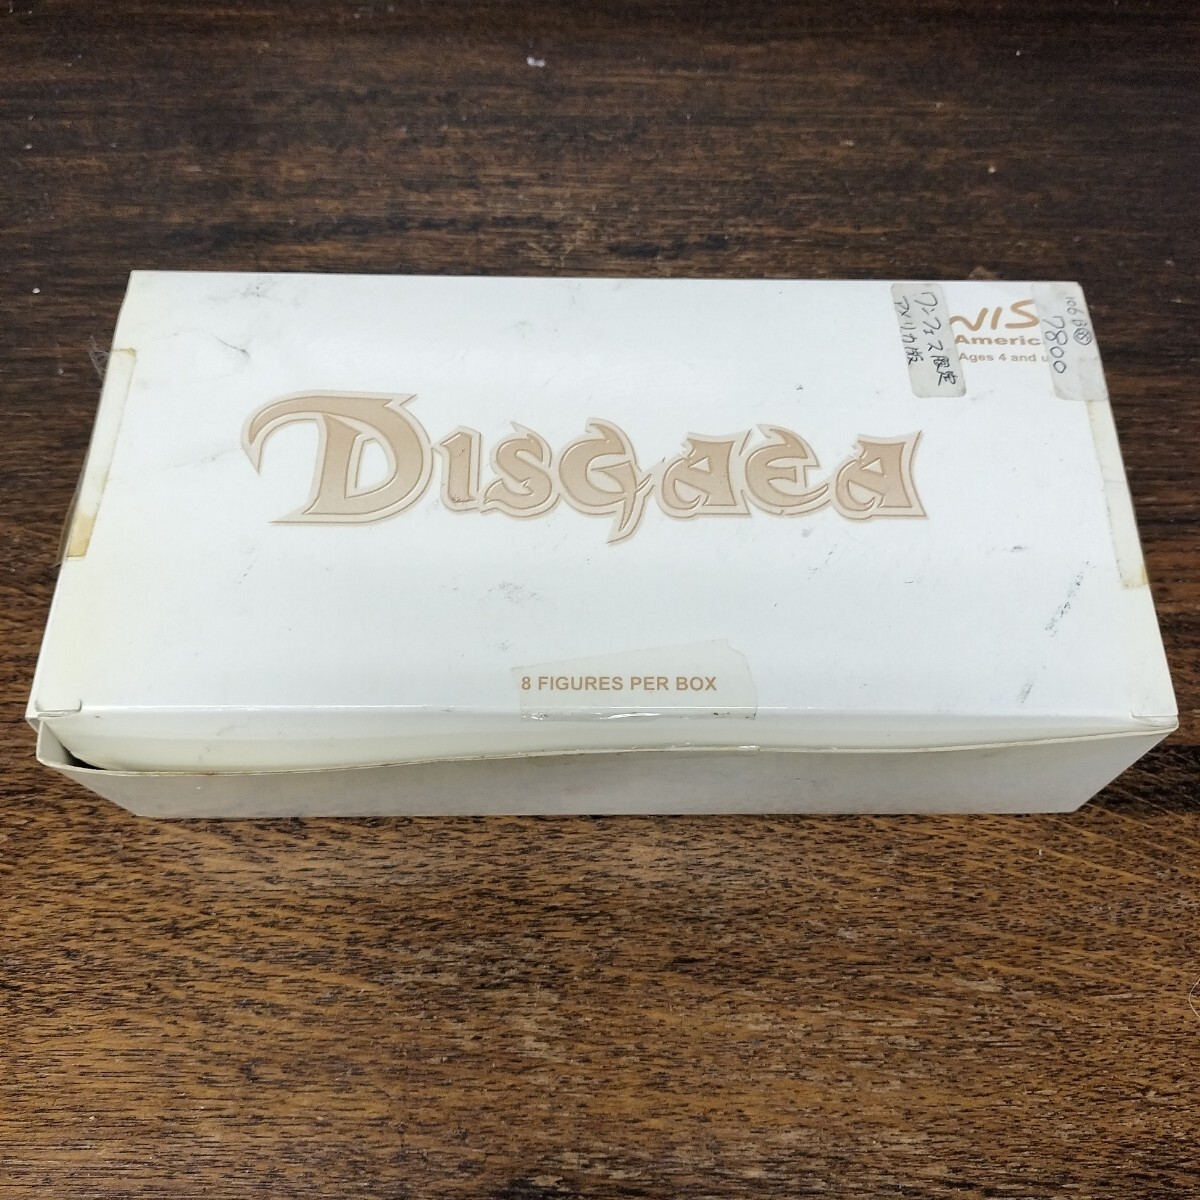 NIS
Americ
Ages 4 and u
ワンフェス限定
アメリカ版
7800
DISGAEA
8 FIGURES PER BOX